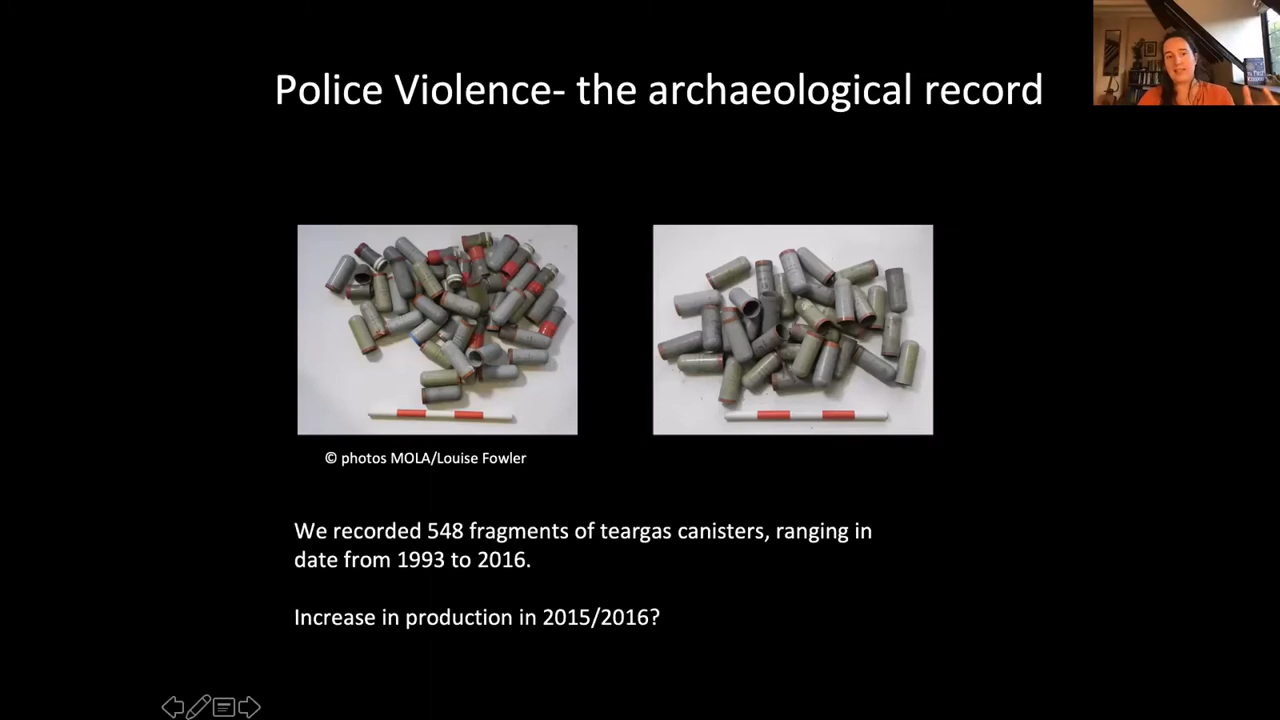 Police Violence- the archaeological record
© photos MOLA/Louise Fowler
We recorded 548 fragments of teargas canisters, ranging in
date from 1993 to 2016.
Increase in production in 2015/2016?